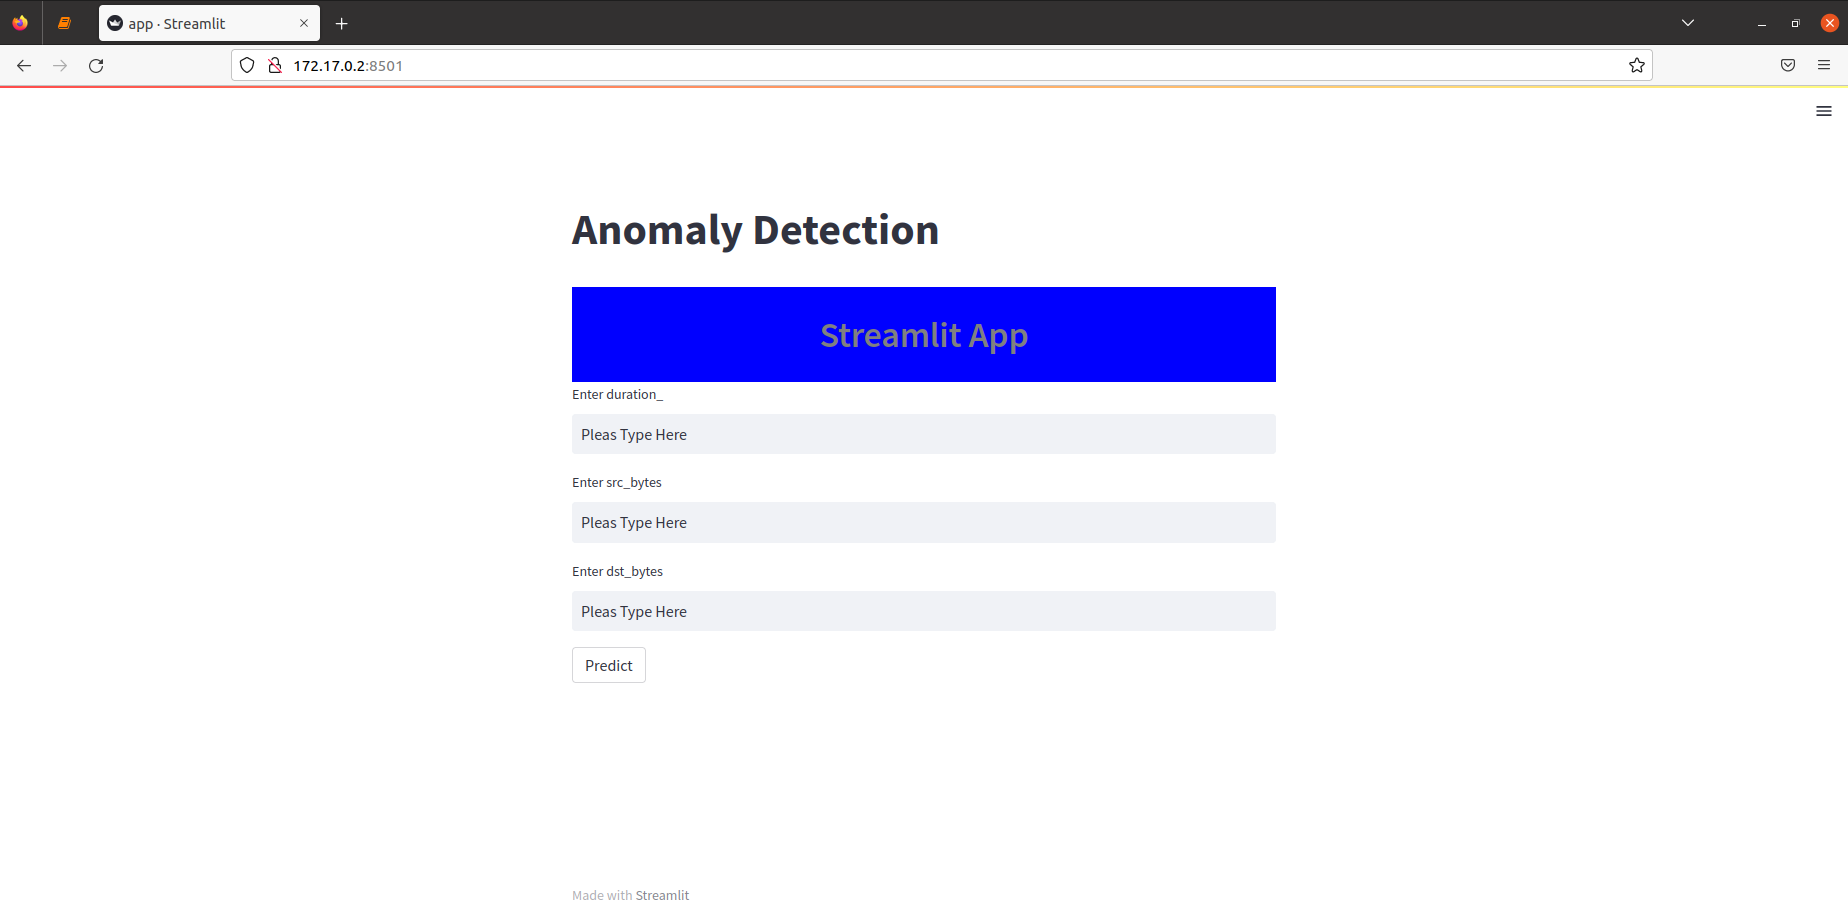 app · Streamlit
172.17.0.2:8501
Anomaly Detection
Streamlit App
Enter duration_
Pleas Type Here
Enter src_bytes
Pleas Type Here
Enter dst_bytes
Pleas Type Here
Predict
Made with Streamlit